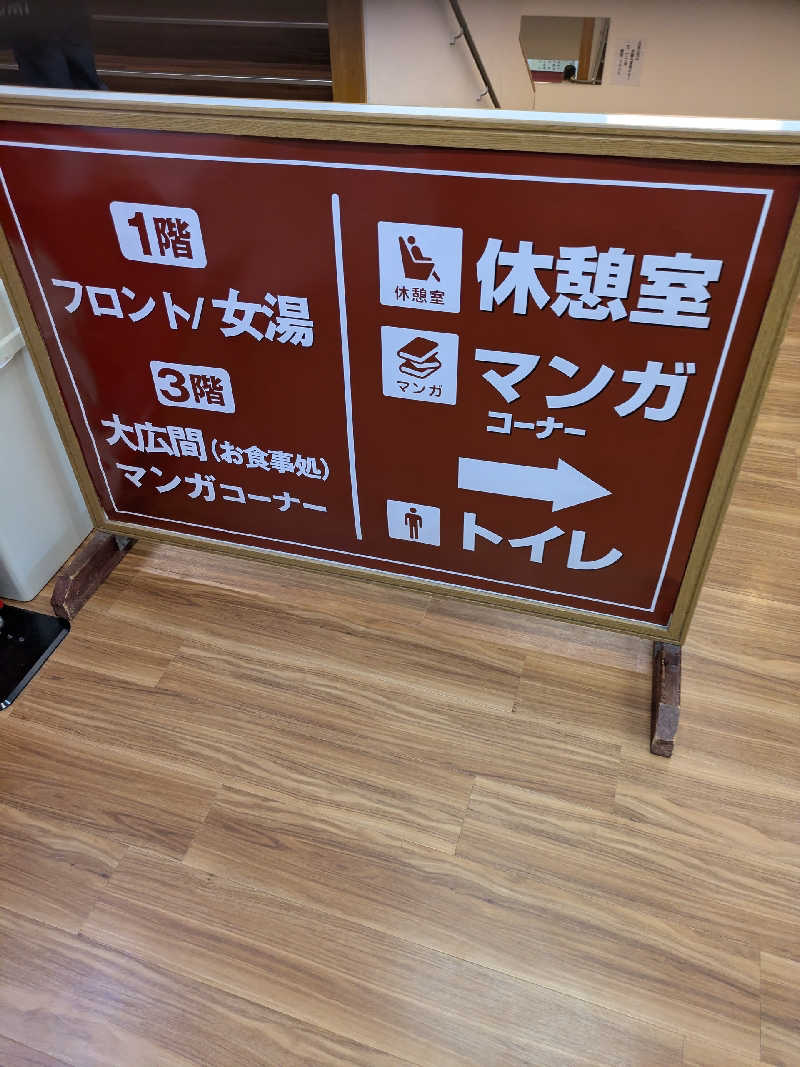 1階
フロント/女湯
3階
大広間(お食事処)
マンガコーナー
休憩室
休憩室
マンガ
マンガ
コーナー
トイレ